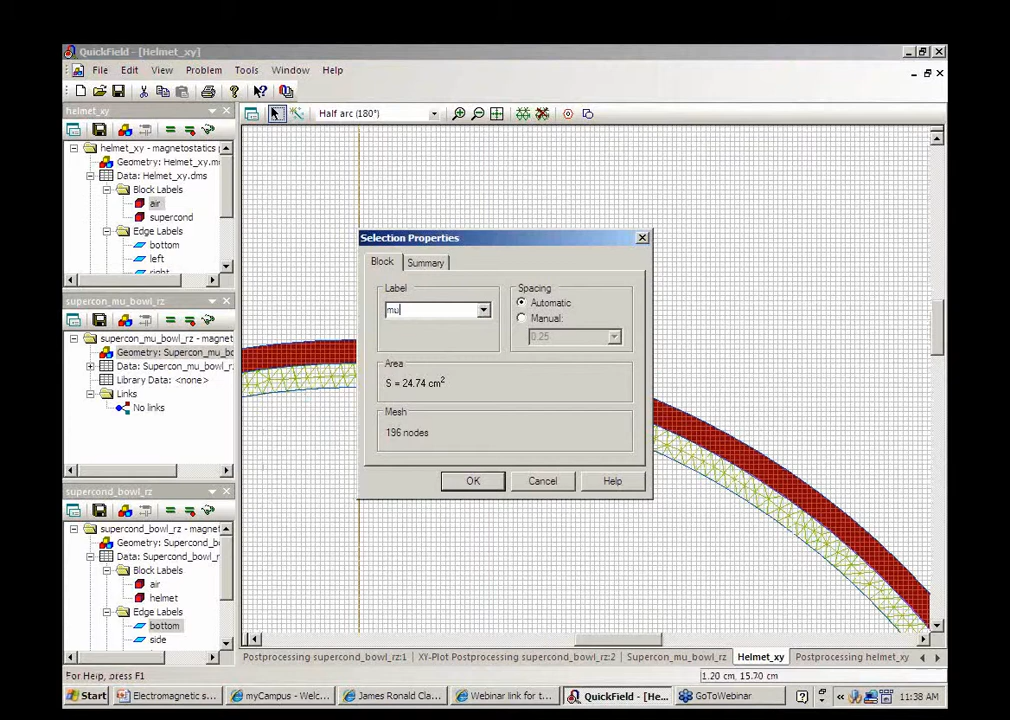 QuickField - [Helmet_xy]
File Edit View Problem Tools Window Help
helmet_xy
Half arc (180°)
helmet_xy - magnetostatics
Geometry: Helmet_xy.m
Data: Helmet_xy.dms
Block Labels
air
supercond
Edge Labels
bottom
left
right
supercon_mu_bowl_rz
supercon_mu_bowl_rz - magnet
Geometry: Supercon_mu_bo
Data: Supercon_mu_bowl_r
Library Data: <none>
Links
No links
supercond_bowl_rz
supercond_bowl_rz - magnet
Geometry: Supercond_b
Data: Supercond_bowl_r
Block Labels
air
helmet
Edge Labels
bottom
side
Selection Properties
Block Summary
Label
mu
Spacing
Automatic
Manual:
0.25
Area
S = 24.74 cm2
Mesh
196 nodes
OK Cancel Help
Postprocessing supercond_bowl_rz:1 XY-Plot Postprocessing supercond_bowl_rz:2 Supercon_mu_bowl_rz Helmet_xy Postprocessing helmet_xy
For Help, press F1
1.20 cm, 15.70 cm
Start Electromagnetic s... myCampus - Welc... James Ronald Cla... Webinar link for t... QuickField - [He... GoToWebinar 11:38 AM